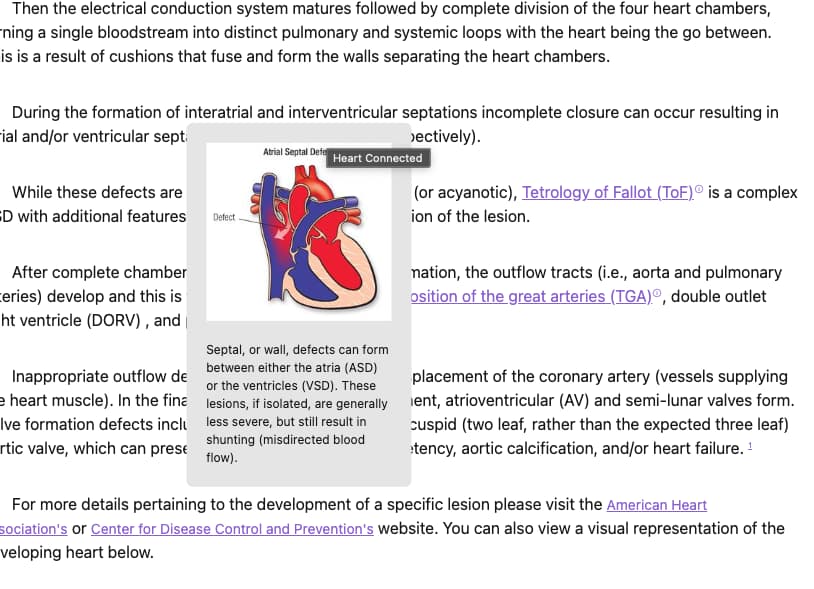 Then the electrical conduction system matures followed by complete division of the four heart chambers,
rning a single bloodstream into distinct pulmonary and systemic loops with the heart being the go between.
is is a result of cushions that fuse and form the walls separating the heart chambers.
During the formation of interatrial and interventricular septations incomplete closure can occur resulting in
ial and/or ventricular sept
pectively).
While these defects are
(or acyanotic), Tetrology of Fallot (ToF) is a complex
SD with additional features
ion of the lesion.
After complete chamber
mation, the outflow tracts (i.e., aorta and pulmonary
eries) develop and this is
osition of the great arteries (TGA), double outlet
ht ventricle (DORV) , and
Inappropriate outflow de
placement of the coronary artery (vessels supplying
e heart muscle). In the fina
ent, atrioventricular (AV) and semi-lunar valves form.
lve formation defects inclu
cuspid (two leaf, rather than the expected three leaf)
rtic valve, which can prese
tency, aortic calcification, and/or heart failure. 1
Atrial Septal Defe
Heart Connected
Defect
Septal, or wall, defects can form
between either the atria (ASD)
or the ventricles (VSD). These
lesions, if isolated, are generally
less severe, but still result in
shunting (misdirected blood
flow).
For more details pertaining to the development of a specific lesion please visit the American Heart
sociation's or Center for Disease Control and Prevention's website. You can also view a visual representation of the
veloping heart below.